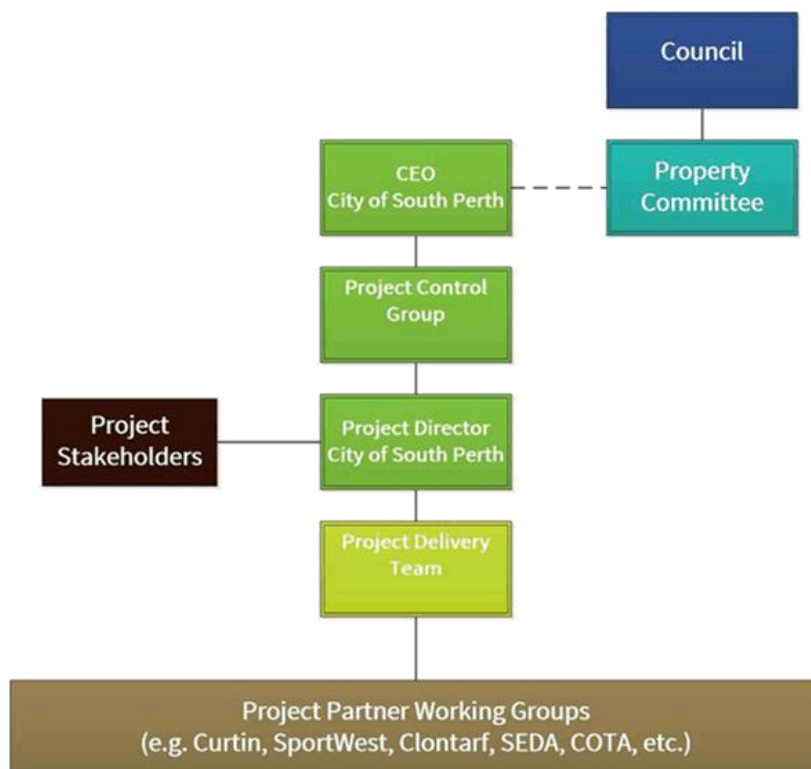 Council
Property
Committee
CEO
City of South Perth
Project Control
Group
Project
Stakeholders
Project Director
City of South Perth
Project Delivery
Team
Project Partner Working Groups
(e.g. Curtin, SportWest, Clontarf, SEDA, COTA, etc.)